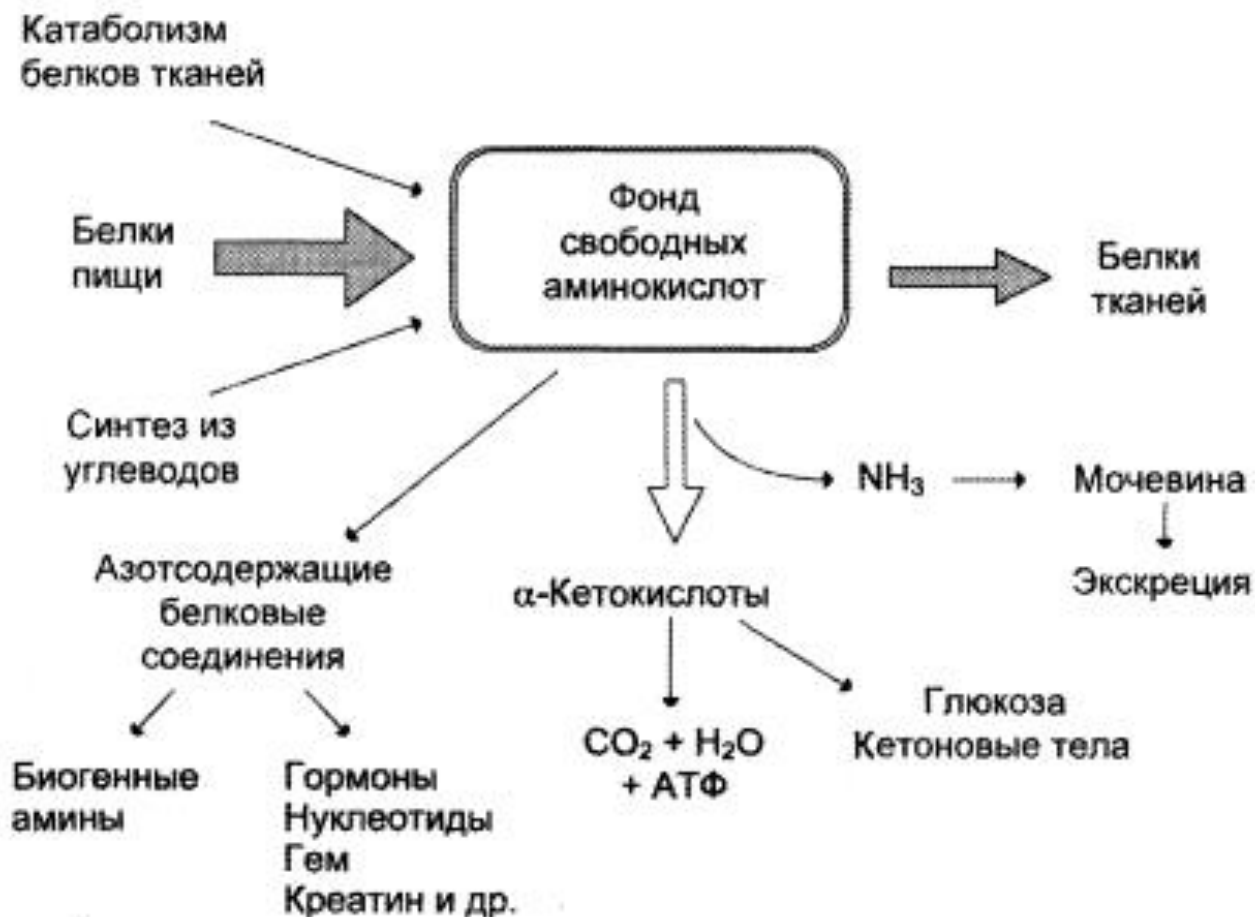 Катаболизм
белков тканей
Фонд
свободных
аминокислот
Белки
пищи
Белки
тканей
Синтез из
углеводов
NH₃
Мочевина
Экскреция
Азотсодержащие
белковые
соединения
α-Кетокислоты
Биогенные
амины
Гормоны
Нуклеотиды
Гем
Креатин и др.
CO₂ + H₂O
+ АТФ
Глюкоза
Кетоновые тела